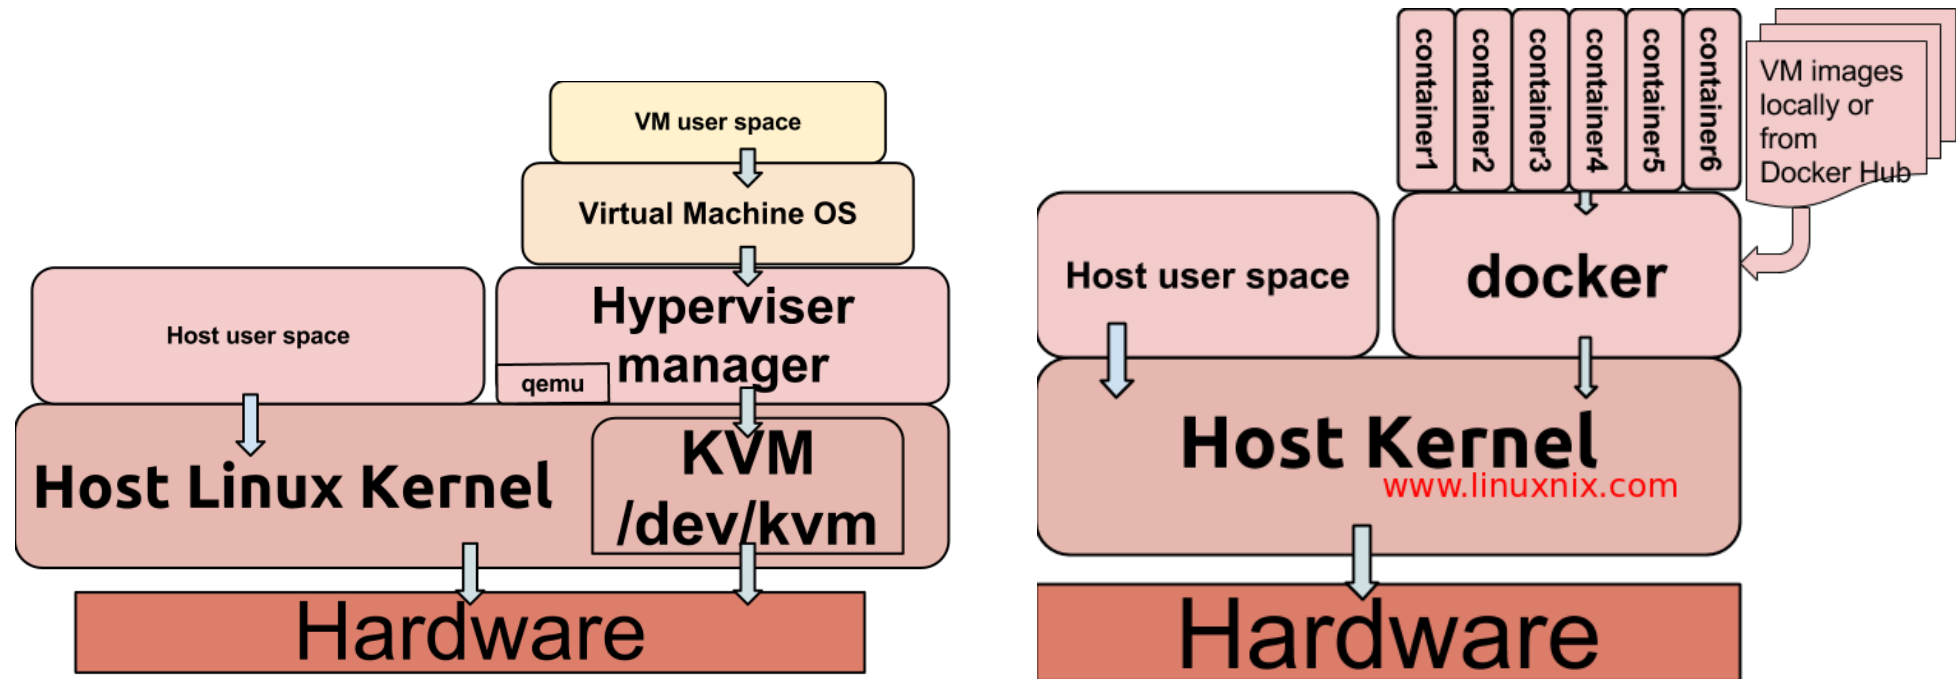 VM user space
Virtual Machine OS
Host user space
Hyperviser
manager
qemu
Host Linux Kernel
KVM
/dev/kvm
Hardware
container1
container2
container3
container4
container5
container6
VM images
locally or
from
Docker Hub
Host user space
docker
Host Kernel
www.linuxnix.com
Hardware